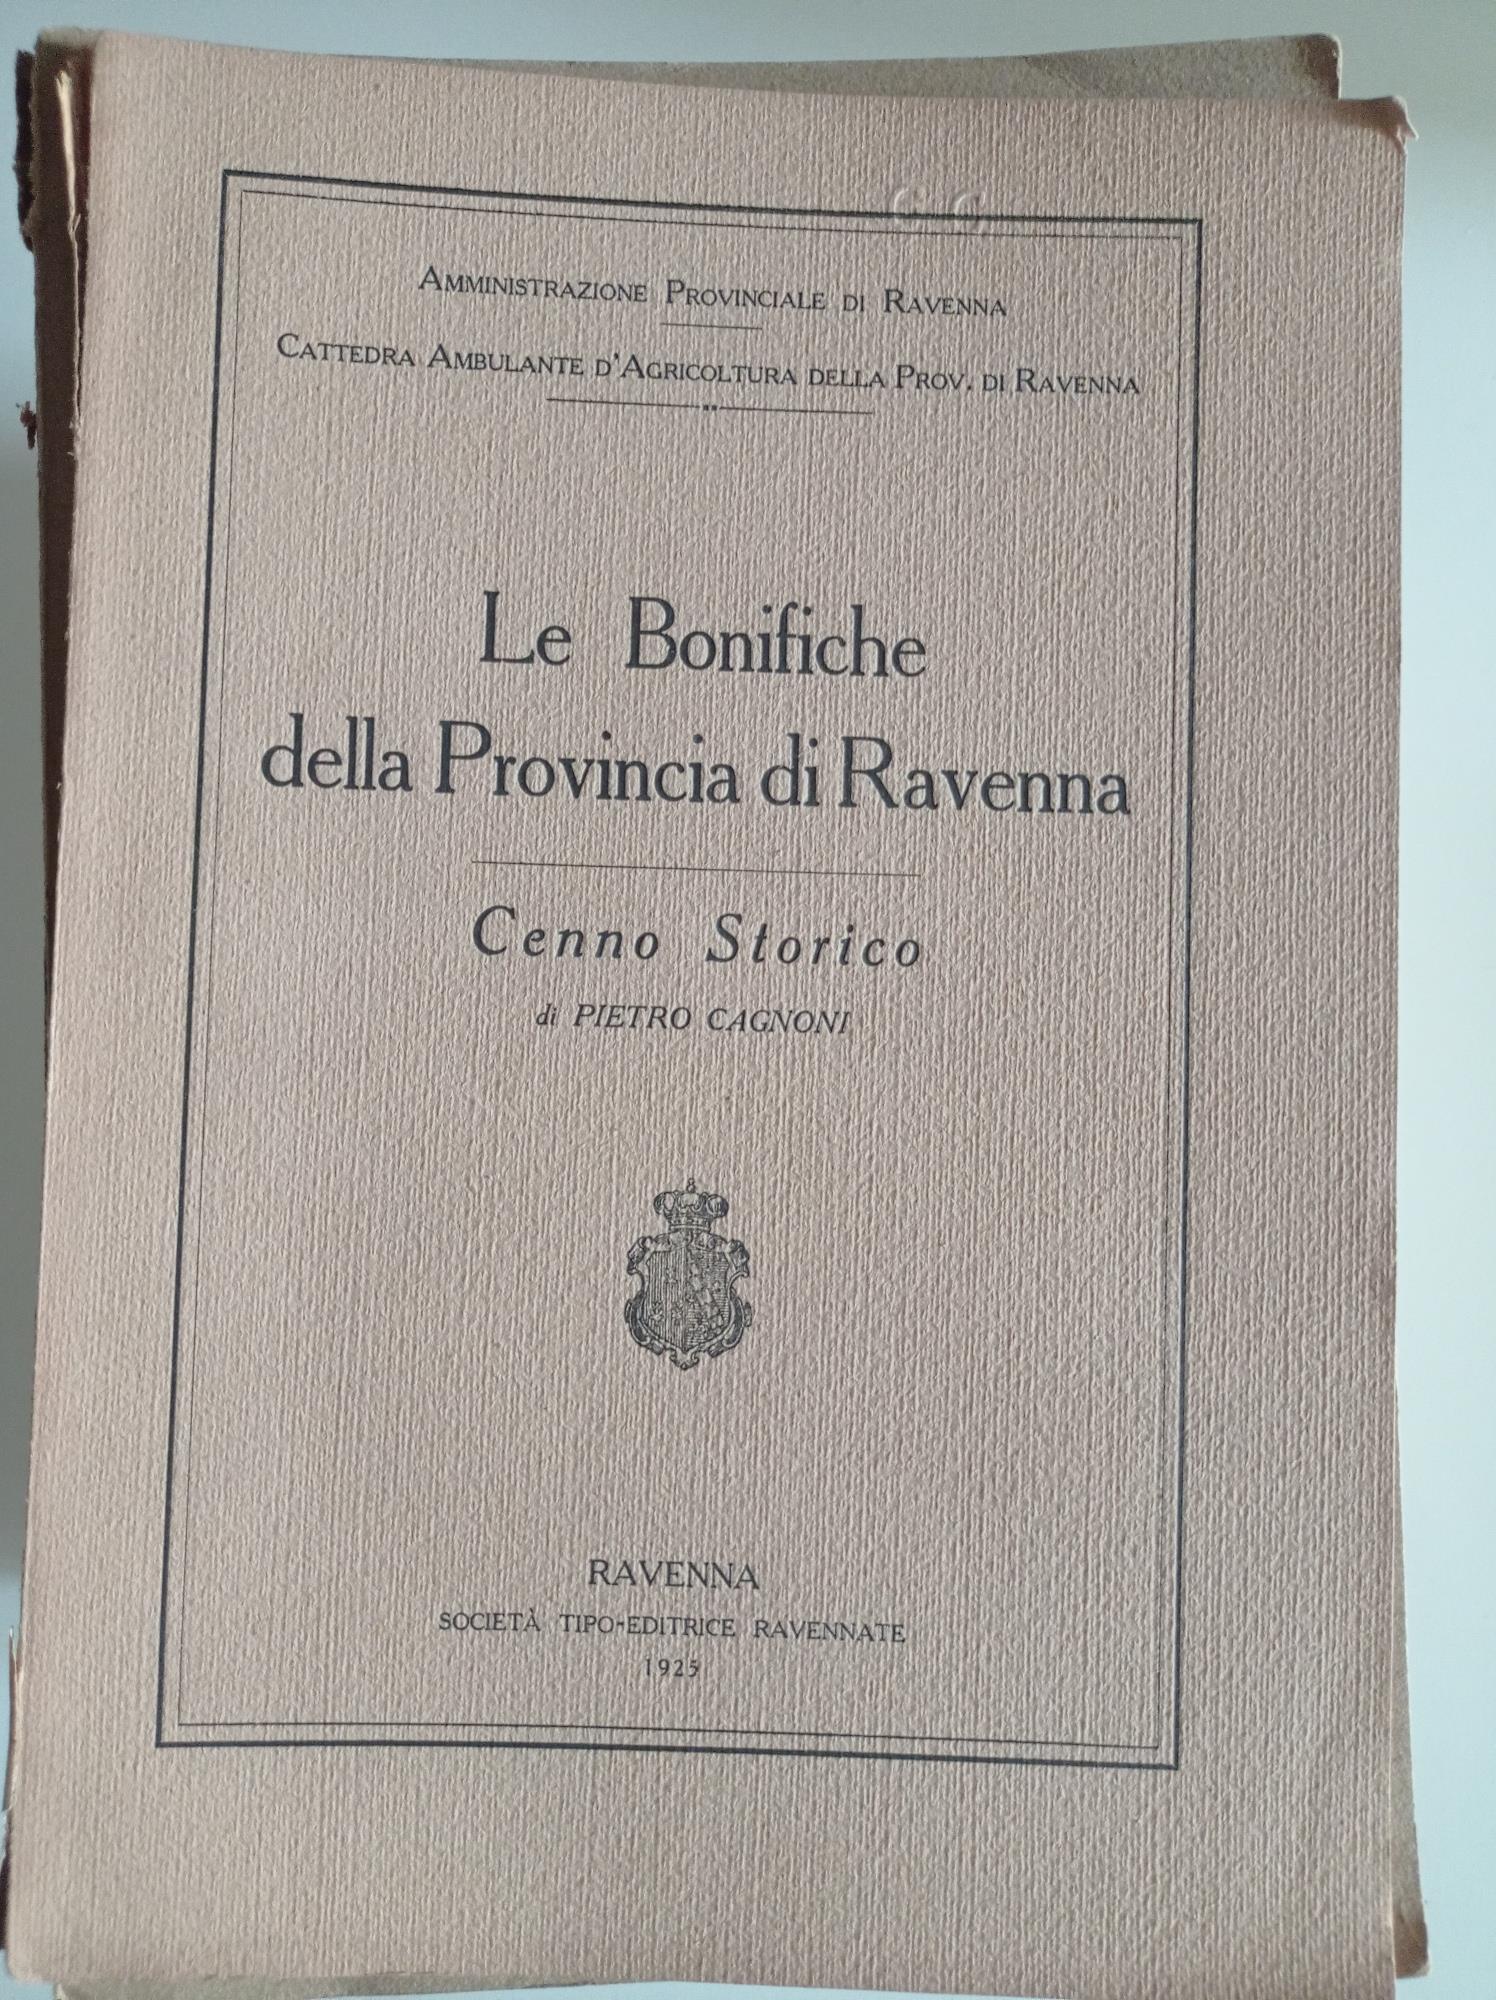 Amministrazione Provinciale di Ravenna
Cattedra Ambulante d'Agricoltura della Prov. di Ravenna
Le Bonifiche
della Provincia di Ravenna
Cenno Storico
di PIETRO CAGNONI
RAVENNA
SOCIETÀ TIPO-EDITRICE RAVENNATE
1925